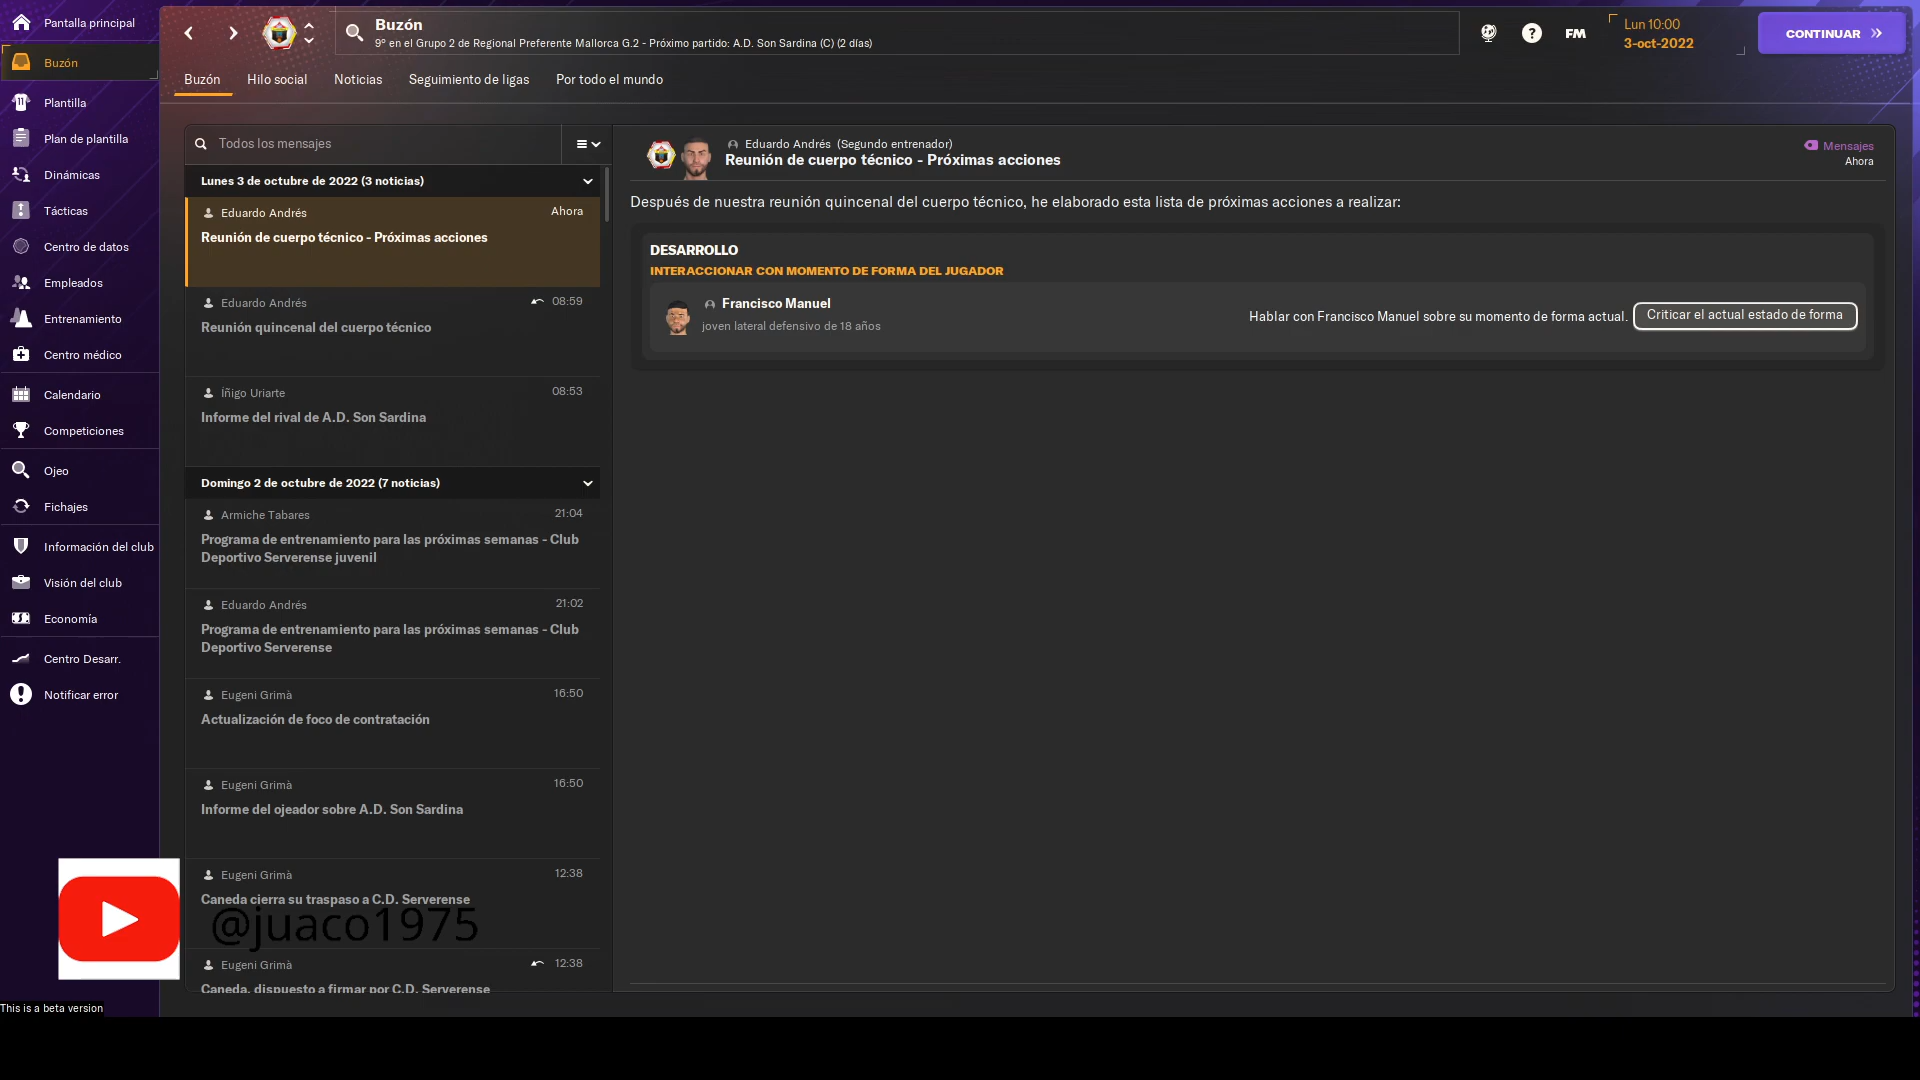 Pantalla principal
Buzón
Plantilla
Plan de plantilla
Dinámicas
Tácticas
Centro de datos
Empleados
Entrenamiento
Centro médico
Calendario
Competiciones
Ojeo
Fichajes
Información del club
Visión del club
Economía
Centro Desarr.
Notificar error
Buzón
9º en el Grupo 2 de Regional Preferente Mallorca G.2 - Próximo partido: A.D. Son Sardina (C) (2 días)
?
FM
Lun 10:00
3-oct-2022
CONTINUAR
Buzón Hilo social Noticias Seguimiento de ligas Por todo el mundo
Todos los mensajes
Lunes 3 de octubre de 2022 (3 noticias)
Eduardo Andrés Ahora
Reunión de cuerpo técnico - Próximas acciones
Eduardo Andrés 08:59
Reunión quincenal del cuerpo técnico
Íñigo Uriarte 08:53
Informe del rival de A.D. Son Sardina
Domingo 2 de octubre de 2022 (7 noticias)
Armiche Tabares 21:04
Programa de entrenamiento para las próximas semanas - Club
Deportivo Serverense juvenil
Eduardo Andrés 21:02
Programa de entrenamiento para las próximas semanas - Club
Deportivo Serverense
Eugeni Grimà 16:50
Actualización de foco de contratación
Eugeni Grimà 16:50
Informe del ojeador sobre A.D. Son Sardina
Eugeni Grimà 12:38
Caneda cierra su traspaso a C.D. Serverense
Eugeni Grimà 12:38
Caneda, dispuesto a firmar por C.D. Serverense
Eduardo Andrés (Segundo entrenador)
Reunión de cuerpo técnico - Próximas acciones
Mensajes
Ahora
Después de nuestra reunión quincenal del cuerpo técnico, he elaborado esta lista de próximas acciones a realizar:
DESARROLLO
INTERACCIONAR CON MOMENTO DE FORMA DEL JUGADOR
Francisco Manuel
joven lateral defensivo de 18 años
Hablar con Francisco Manuel sobre su momento de forma actual.
Criticar el actual estado de forma
@juaco1975
This is a beta version